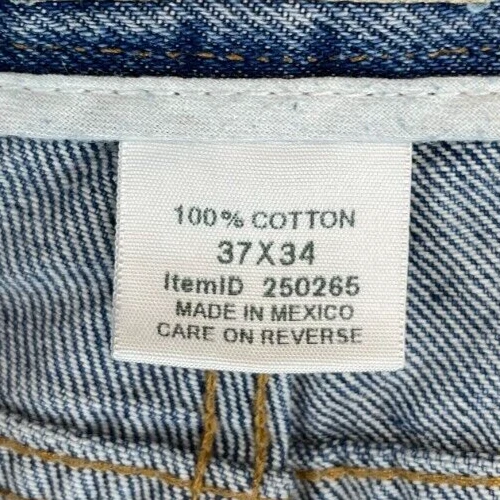 100% COTTON
37X34
ItemID 250265
MADE IN MEXICO
CARE ON REVERSE